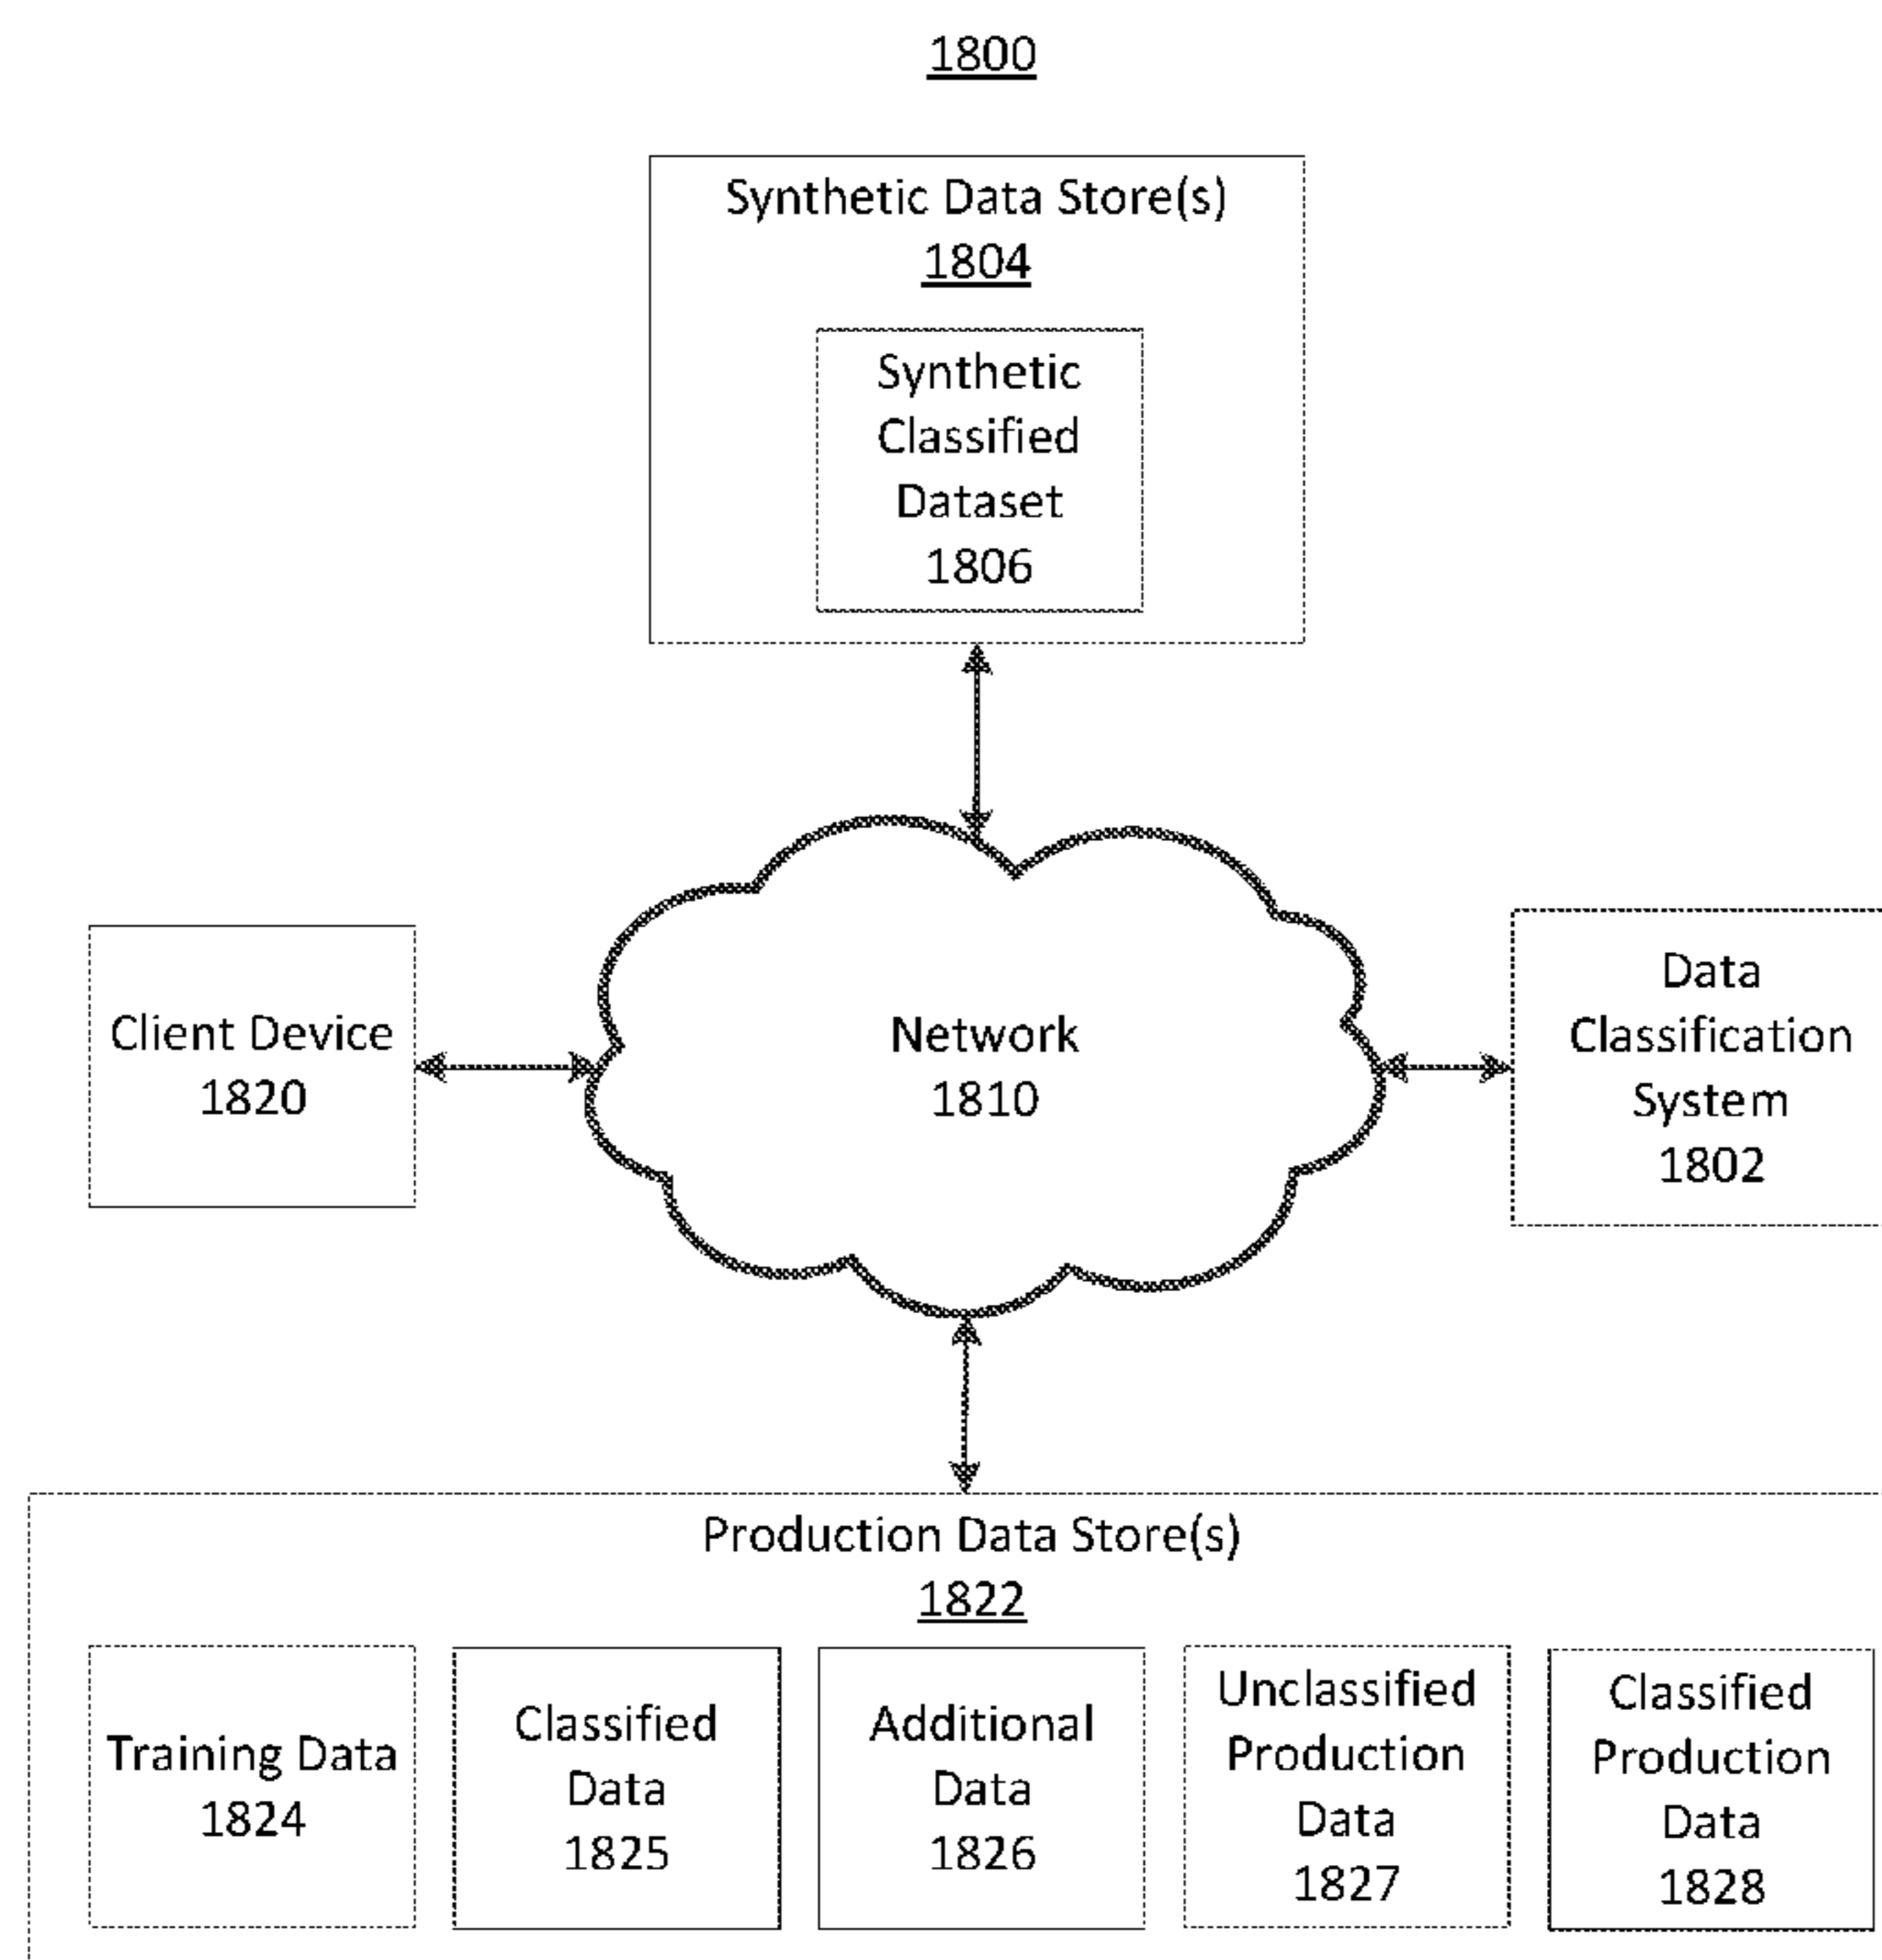 1800
Synthetic Data Store(s)
1804
Synthetic
Classified
Dataset
1806
Client Device
1820
Network
1810
Data
Classification
System
1802
Production Data Store(s)
1822
Training Data
1824
Classified
Data
1825
Additional
Data
1826
Unclassified
Production
Data
1827
Classified
Production
Data
1828